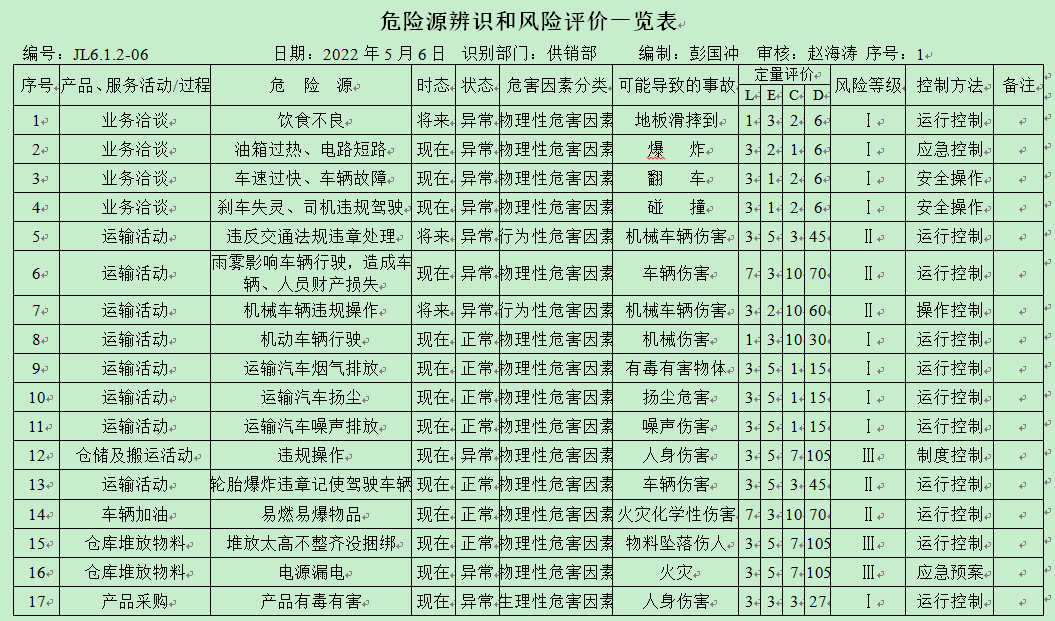 危险源辨识和风险评价一览表
编号：JL6.1.2-06 日期：2022 年 5 月 6 日 识别部门：供销部 编制：彭国冲 审核：赵海涛 序号：1
序号 产品、服务活动/过程 危 险 源 时态 状态 危害因素分类 可能导致的事故 定量评价 风险等级 控制方法 备注
L E C D
1 业务洽谈 饮食不良 将来 异常 物理性危害因素 地板滑摔到 1 3 2 6 Ⅰ 运行控制
2 业务洽谈 油箱过热、电路短路 现在 异常 物理性危害因素 爆 炸 3 2 1 6 Ⅰ 应急控制
3 业务洽谈 车速过快、车辆故障 现在 异常 物理性危害因素 翻 车 3 1 2 6 Ⅰ 安全操作
4 业务洽谈 刹车失灵、司机违规驾驶 现在 异常 物理性危害因素 碰 撞 3 1 2 6 Ⅰ 安全操作
5 运输活动 违反交通法规违章处理 将来 异常 行为性危害因素 机械车辆伤害 3 5 3 45 Ⅱ 运行控制
6 运输活动 雨雾影响车辆行驶，造成车
辆、人员财产损失 现在 异常 物理性危害因素 车辆伤害 7 3 10 70 Ⅱ 运行控制
7 运输活动 机械车辆违规操作 将来 异常 行为性危害因素 机械车辆伤害 3 2 10 60 Ⅱ 操作控制
8 运输活动 机动车辆行驶 现在 正常 物理性危害因素 机械伤害 1 3 10 30 Ⅰ 运行控制
9 运输活动 运输汽车烟气排放 现在 正常 物理性危害因素 有毒有害物体 3 5 1 15 Ⅰ 运行控制
10 运输活动 运输汽车扬尘 现在 正常 物理性危害因素 扬尘危害 3 5 1 15 Ⅰ 运行控制
11 运输活动 运输汽车噪声排放 现在 正常 物理性危害因素 噪声伤害 3 5 1 15 Ⅰ 运行控制
12 仓储及搬运活动 违规操作 现在 异常 物理性危害因素 人身伤害 3 5 7 105 Ⅲ 制度控制
13 运输活动 轮胎爆炸违章记使驾驶车辆 现在 正常 物理性危害因素 车辆伤害 3 5 3 45 Ⅱ 运行控制
14 车辆加油 易燃易爆物品 现在 正常 物理性危害因素 火灾化学性伤害 7 3 10 70 Ⅱ 运行控制
15 仓库堆放物料 堆放太高不整齐没捆绑 现在 正常 物理性危害因素 物料坠落伤人 3 5 7 105 Ⅲ 运行控制
16 仓库堆放物料 电源漏电 现在 异常 物理性危害因素 火灾 3 5 7 105 Ⅲ 应急预案
17 产品采购 产品有毒有害 现在 异常 生理性危害因素 人身伤害 3 3 3 27 Ⅰ 运行控制